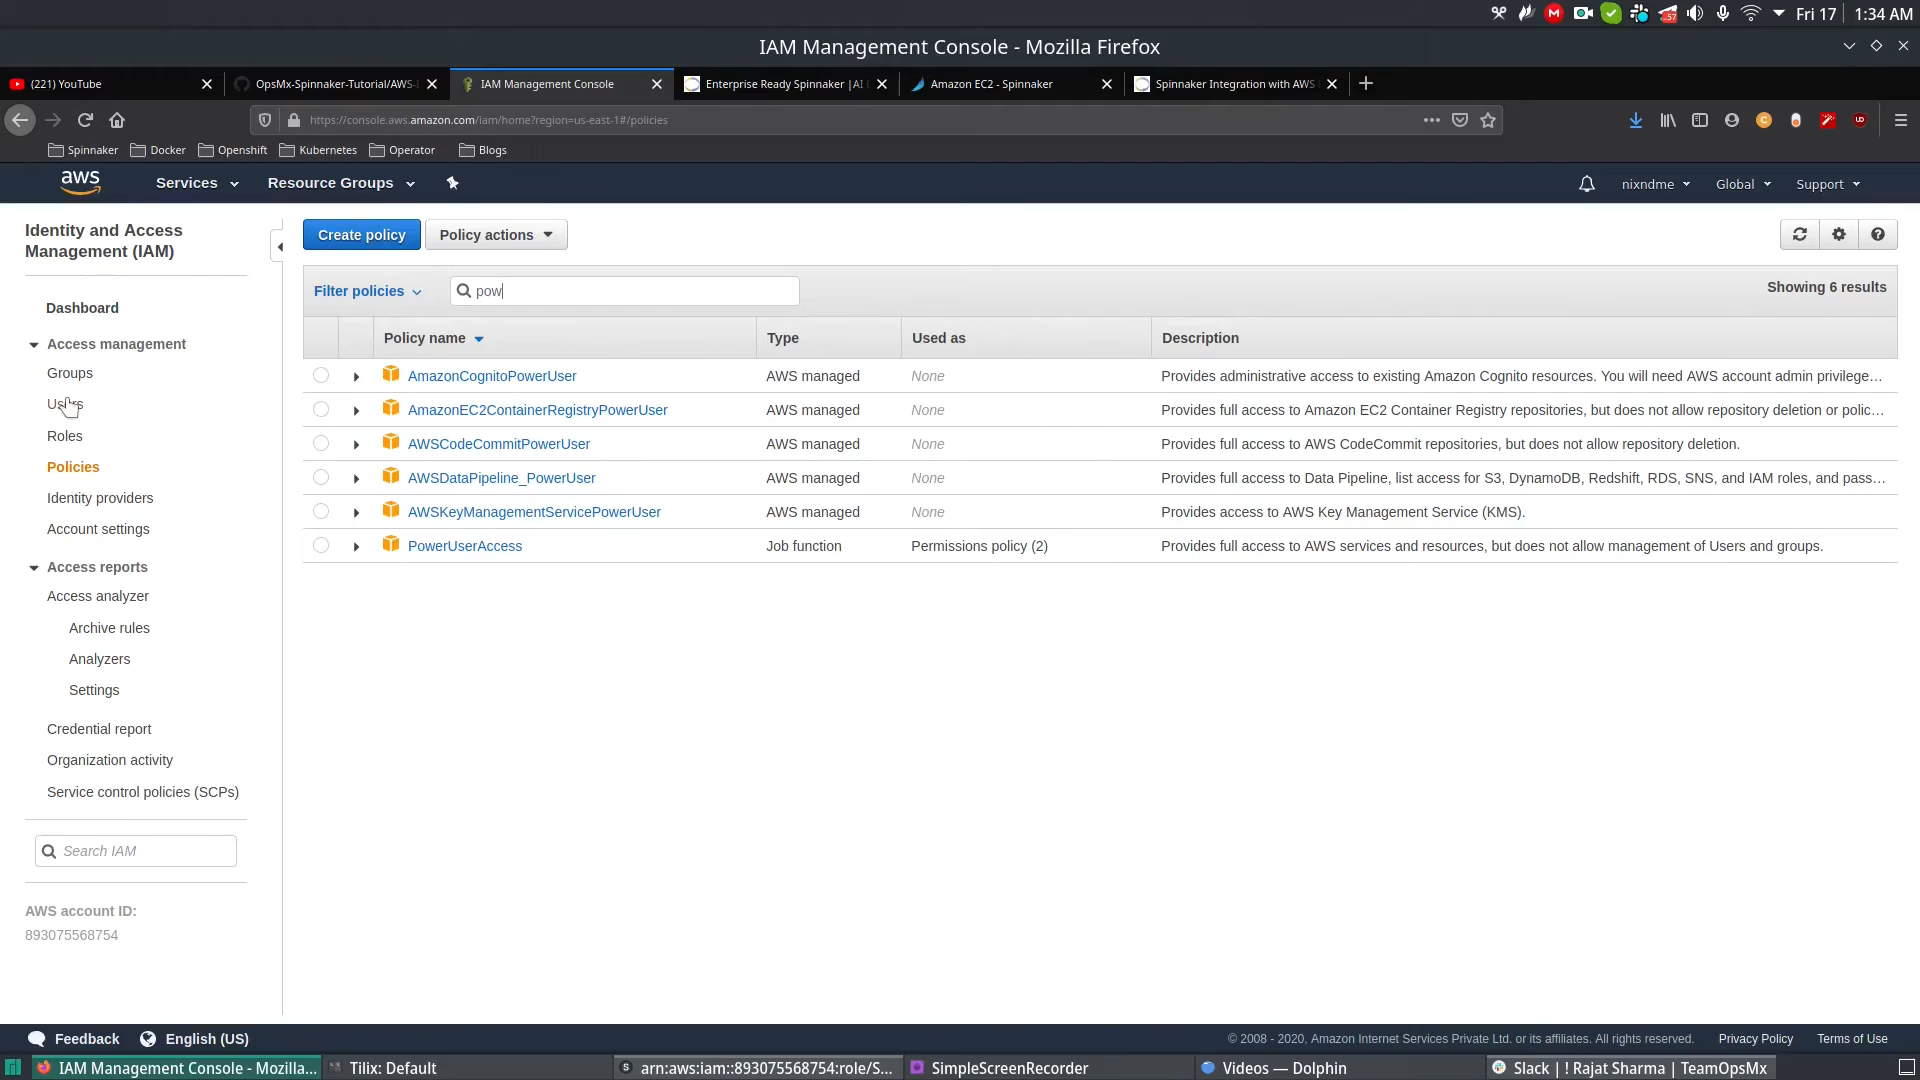 57
Fri 17
1:34 AM
IAM Management Console - Mozilla Firefox
(221) YouTube
OpsMx-Spinnaker-Tutorial/AWS-
IAM Management Console
Enterprise Ready Spinnaker |AI
Amazon EC2 - Spinnaker
Spinnaker Integration with AWS
https://console.aws.amazon.com/iam/home?region=us-east-1#/policies
Spinnaker
Docker
Openshift
Kubernetes
Operator
Blogs
aws
Services
Resource Groups
nixndme
Global
Support
Identity and Access
Management (IAM)
Dashboard
Access management
Groups
Users
Roles
Policies
Identity providers
Account settings
Access reports
Access analyzer
Archive rules
Analyzers
Settings
Credential report
Organization activity
Service control policies (SCPs)
Search IAM
AWS account ID:
893075568754
Create policy
Policy actions
Filter policies
pow
Showing 6 results
Policy name Type Used as Description
AmazonCognitoPowerUser AWS managed None Provides administrative access to existing Amazon Cognito resources. You will need AWS account admin privilege...
AmazonEC2ContainerRegistryPowerUser AWS managed None Provides full access to Amazon EC2 Container Registry repositories, but does not allow repository deletion or polic...
AWSCodeCommitPowerUser AWS managed None Provides full access to AWS CodeCommit repositories, but does not allow repository deletion.
AWSDataPipeline_PowerUser AWS managed None Provides full access to Data Pipeline, list access for S3, DynamoDB, Redshift, RDS, SNS, and IAM roles, and pass...
AWSKeyManagementServicePowerUser AWS managed None Provides access to AWS Key Management Service (KMS).
PowerUserAccess Job function Permissions policy (2) Provides full access to AWS services and resources, but does not allow management of Users and groups.
Feedback
English (US)
© 2008 - 2020, Amazon Internet Services Private Ltd. or its affiliates. All rights reserved.
Privacy Policy
Terms of Use
IAM Management Console - Mozilla...
Tilix: Default
arn:aws:iam::893075568754:role/S...
SimpleScreenRecorder
Videos — Dolphin
Slack | ! Rajat Sharma | TeamOpsMx